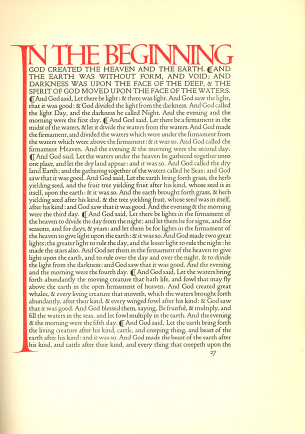 IN THE BEGINNING
GOD CREATED THE HEAVEN AND THE EARTH. ¶ AND
THE EARTH WAS WITHOUT FORM, AND VOID; AND
DARKNESS WAS UPON THE FACE OF THE DEEP, & THE
SPIRIT OF GOD MOVED UPON THE FACE OF THE WATERS.
¶ And God said, Let there be light: & there was light. And God saw the light,
that it was good: & God divided the light from the darkness. And God called
the light Day, and the darkness he called Night. And the evening and the
morning were the first day. ¶ And God said, Let there be a firmament in the
midst of the waters, & let it divide the waters from the waters. And God made
the firmament, and divided the waters which were under the firmament from
the waters which were above the firmament: & it was so. And God called the
firmament Heaven. And the evening & the morning were the second day.
¶ And God said, Let the waters under the heaven be gathered together unto
one place, and let the dry land appear: and it was so. And God called the dry
land Earth; and the gathering together of the waters called he Seas: and God
saw that it was good. And God said, Let the earth bring forth grass, the herb
yielding seed, and the fruit tree yielding fruit after his kind, whose seed is in
itself, upon the earth: & it was so. And the earth brought forth grass, & herb
yielding seed after his kind, & the tree yielding fruit, whose seed was in itself,
after his kind: and God saw that it was good. And the evening & the morning
were the third day. ¶ And God said, Let there be lights in the firmament of
the heaven to divide the day from the night; and let them be for signs, and for
seasons, and for days, & years: and let them be for lights in the firmament of
the heaven to give light upon the earth: & it was so. And God made two great
lights; the greater light to rule the day, and the lesser light to rule the night: he
made the stars also. And God set them in the firmament of the heaven to give
light upon the earth, and to rule over the day and over the night, & to divide
the light from the darkness: and God saw that it was good. And the evening
and the morning were the fourth day. ¶ And God said, Let the waters bring
forth abundantly the moving creature that hath life, and fowl that may fly
above the earth in the open firmament of heaven. And God created great
whales, & every living creature that moveth, which the waters brought forth
abundantly, after their kind, & every winged fowl after his kind: & God saw
that it was good. And God blessed them, saying, Be fruitful, & multiply, and
fill the waters in the seas, and let fowl multiply in the earth. And the evening
& the morning were the fifth day. ¶ And God said, Let the earth bring forth
the living creature after his kind, cattle, and creeping thing, and beast of the
earth after his kind: and it was so. And God made the beast of the earth after
his kind, and cattle after their kind, and every thing that creepeth upon the
27